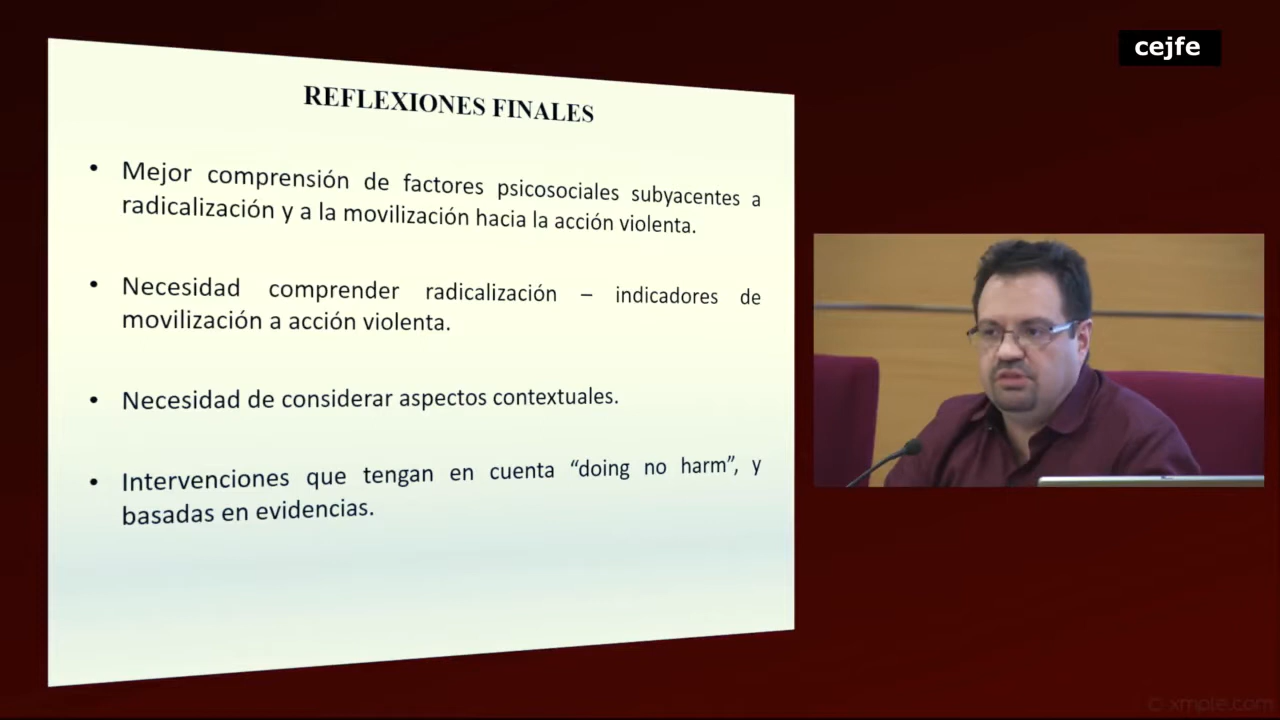 cejfe
REFLEXIONES FINALES
• Mejor comprensión de factores psicosociales subyacentes a
radicalización y a la movilización hacia la acción violenta.
• Necesidad comprender radicalización – indicadores de
movilización a acción violenta.
• Necesidad de considerar aspectos contextuales.
• Intervenciones que tengan en cuenta “doing no harm”, y
basadas en evidencias.
© xmple.com